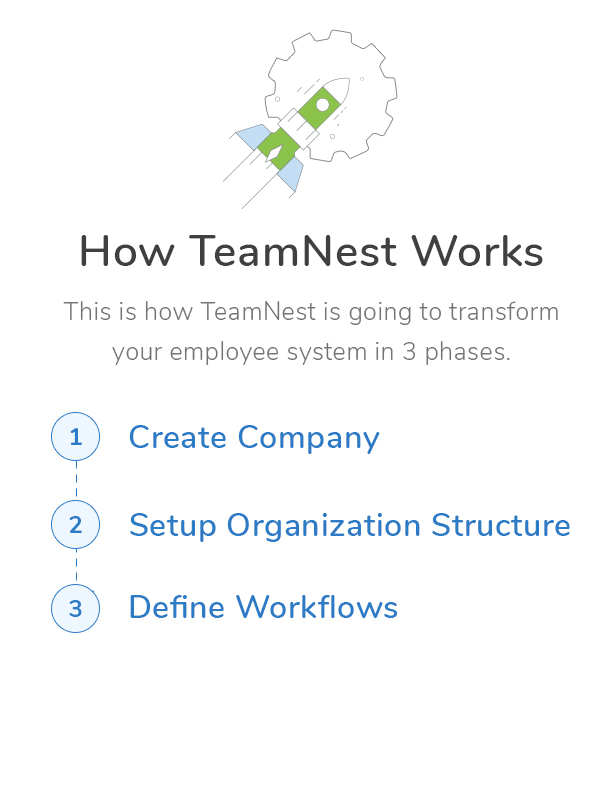 How TeamNest Works
This is how TeamNest is going to transform
your employee system in 3 phases.
1 Create Company
2 Setup Organization Structure
3 Define Workflows